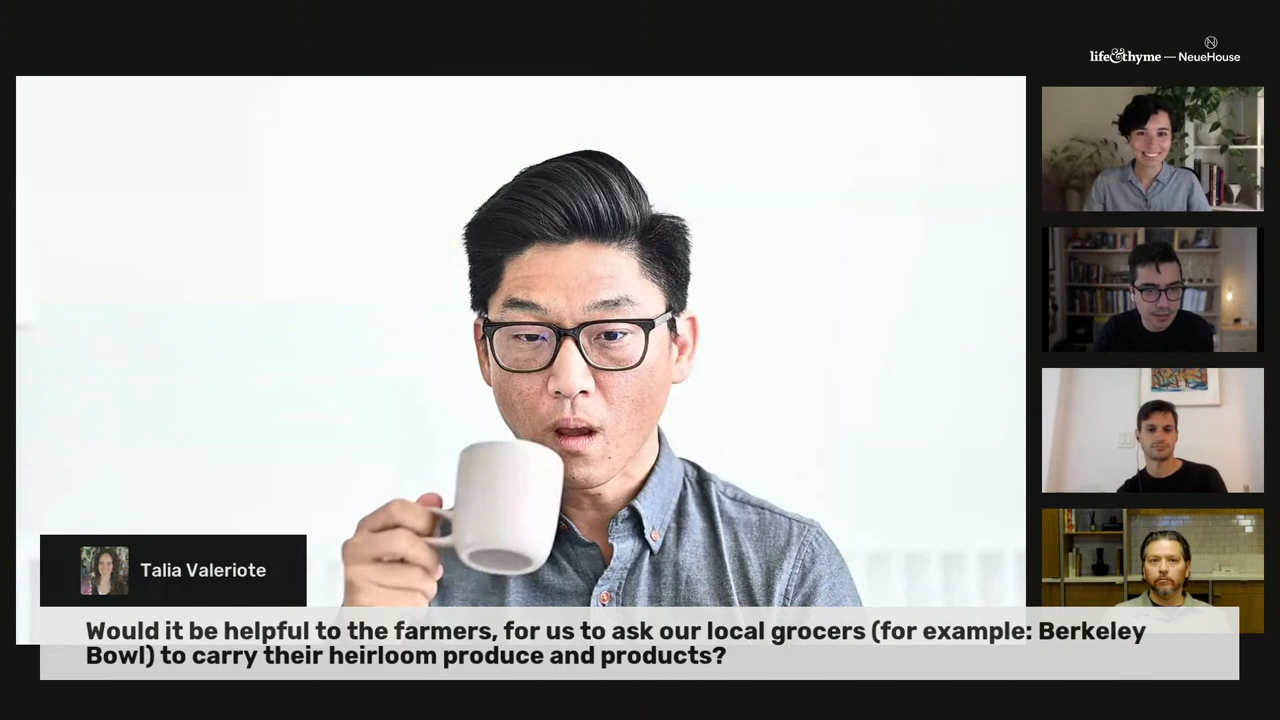 life&thyme — NeueHouse
Talia Valeriote
Would it be helpful to the farmers, for us to ask our local grocers (for example: Berkeley
Bowl) to carry their heirloom produce and products?